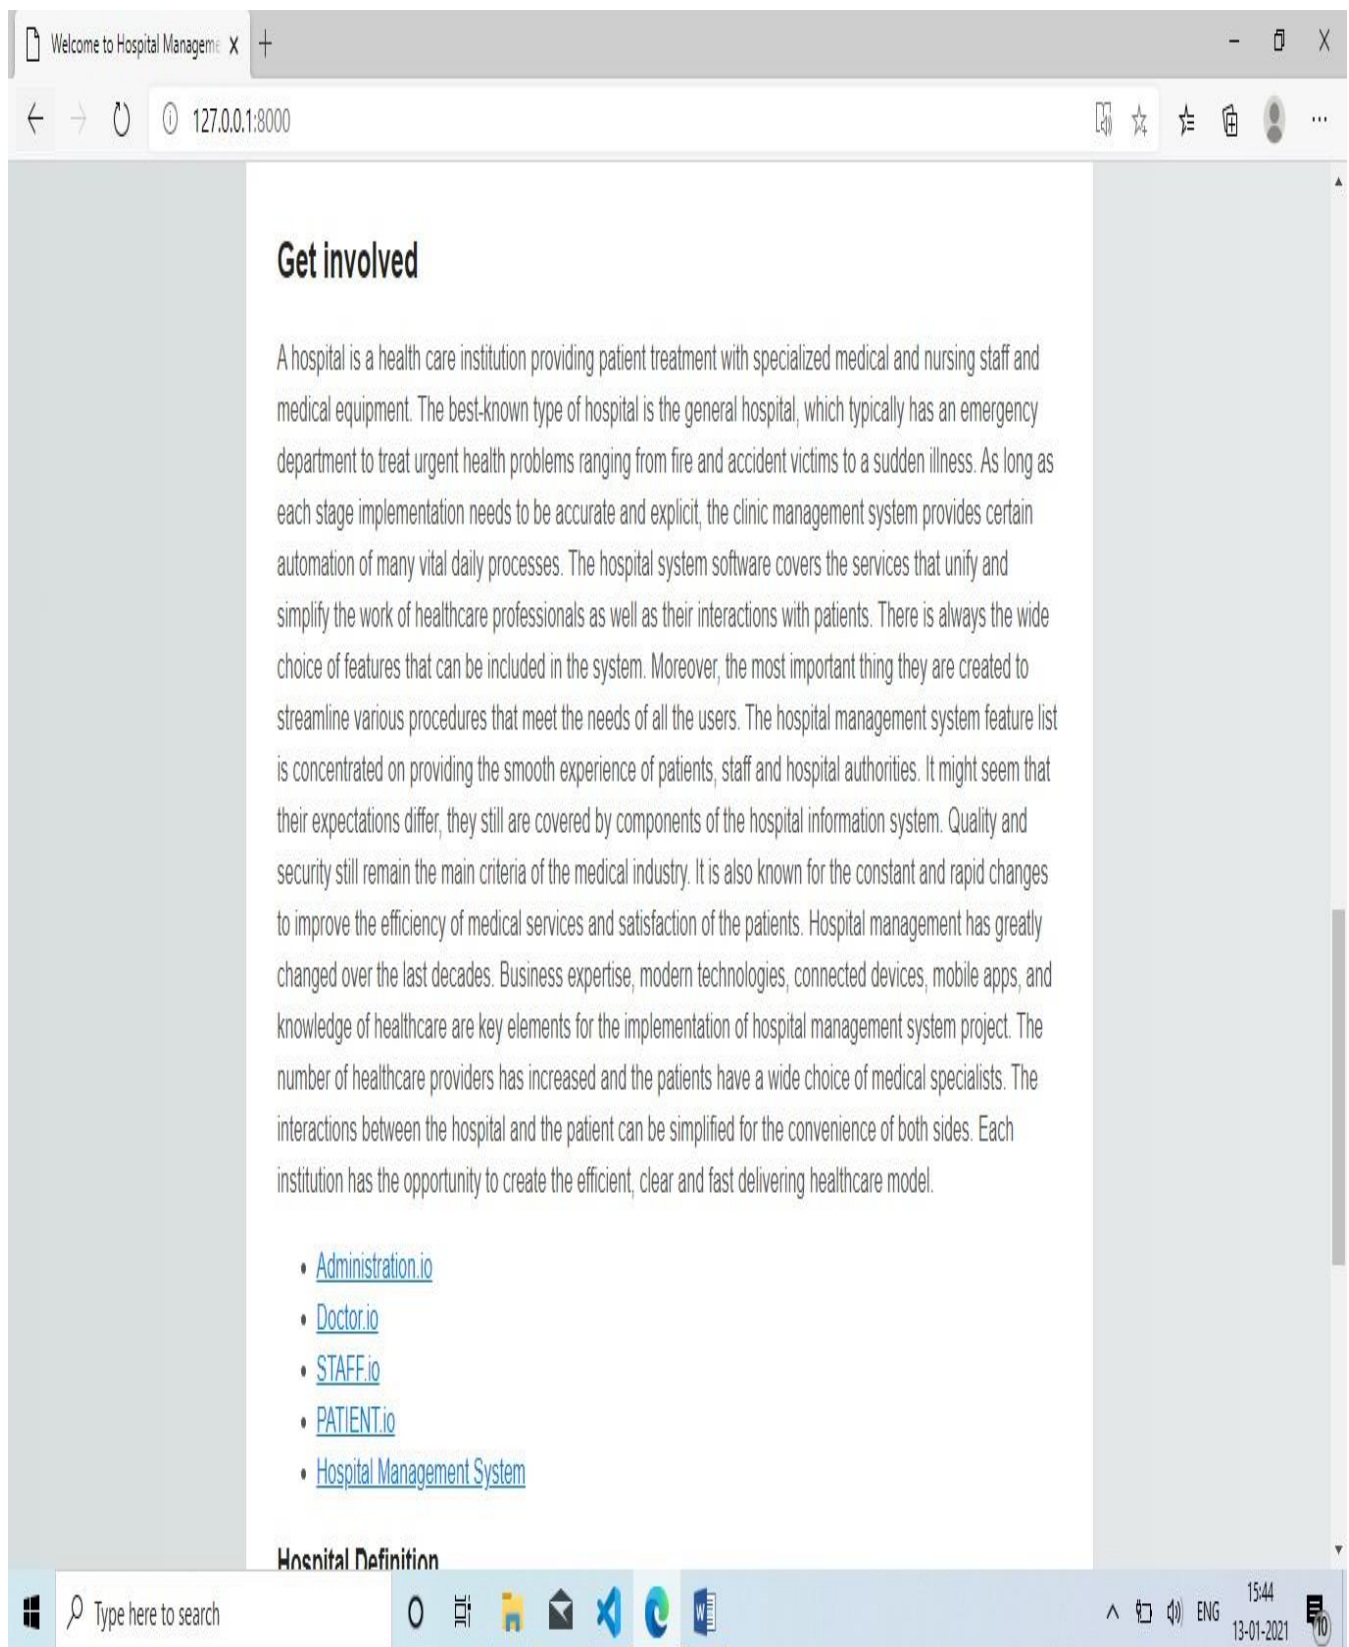 Welcome to Hospital Manageme
127.0.0.1:8000
Get involved
A hospital is a health care institution providing patient treatment with specialized medical and nursing staff and
medical equipment. The best-known type of hospital is the general hospital, which typically has an emergency
department to treat urgent health problems ranging from fire and accident victims to a sudden illness. As long as
each stage implementation needs to be accurate and explicit, the clinic management system provides certain
automation of many vital daily processes. The hospital system software covers the services that unify and
simplify the work of healthcare professionals as well as their interactions with patients. There is always the wide
choice of features that can be included in the system. Moreover, the most important thing they are created to
streamline various procedures that meet the needs of all the users. The hospital management system feature list
is concentrated on providing the smooth experience of patients, staff and hospital authorities. It might seem that
their expectations differ, they still are covered by components of the hospital information system. Quality and
security still remain the main criteria of the medical industry. It is also known for the constant and rapid changes
to improve the efficiency of medical services and satisfaction of the patients. Hospital management has greatly
changed over the last decades. Business expertise, modern technologies, connected devices, mobile apps, and
knowledge of healthcare are key elements for the implementation of hospital management system project. The
number of healthcare providers has increased and the patients have a wide choice of medical specialists. The
interactions between the hospital and the patient can be simplified for the convenience of both sides. Each
institution has the opportunity to create the efficient, clear and fast delivering healthcare model.
• Administration.io
• Doctor.io
• STAFF.io
• PATIENT.io
• Hospital Management System
Hospital Definition
Type here to search
W
ENG
15:44
13-01-2021
10